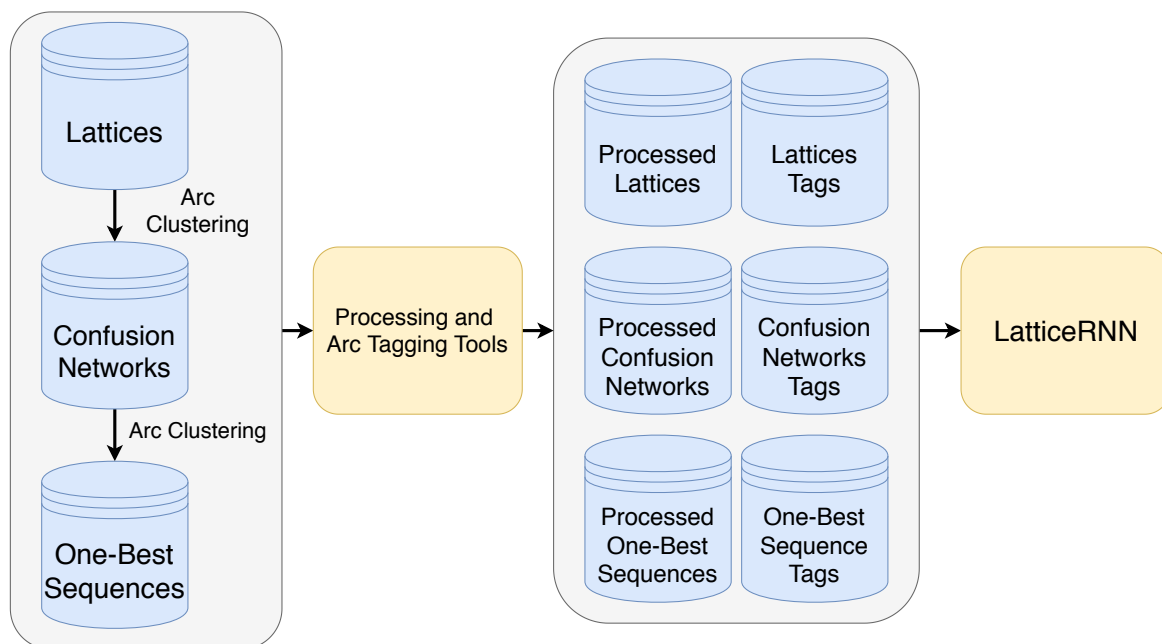 Lattices
Arc
Clustering
Confusion
Networks
Arc Clustering
One-Best
Sequences
Processing and
Arc Tagging Tools
Processed
Lattices
Lattices
Tags
Processed
Confusion
Networks
Confusion
Networks
Tags
Processed
One-Best
Sequences
One-Best
Sequence
Tags
LatticeRNN